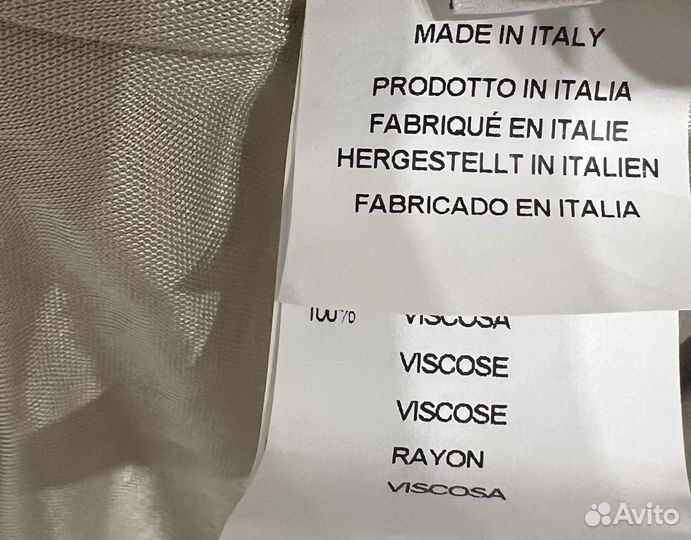 MADE IN ITALY
PRODOTTO IN ITALIA
FABRIQUÉ EN ITALIE
HERGESTELLT IN ITALIEN
FABRICADO EN ITALIA
100% VISCOSA
VISCOSE
VISCOSE
RAYON
VISCOSA
Avito